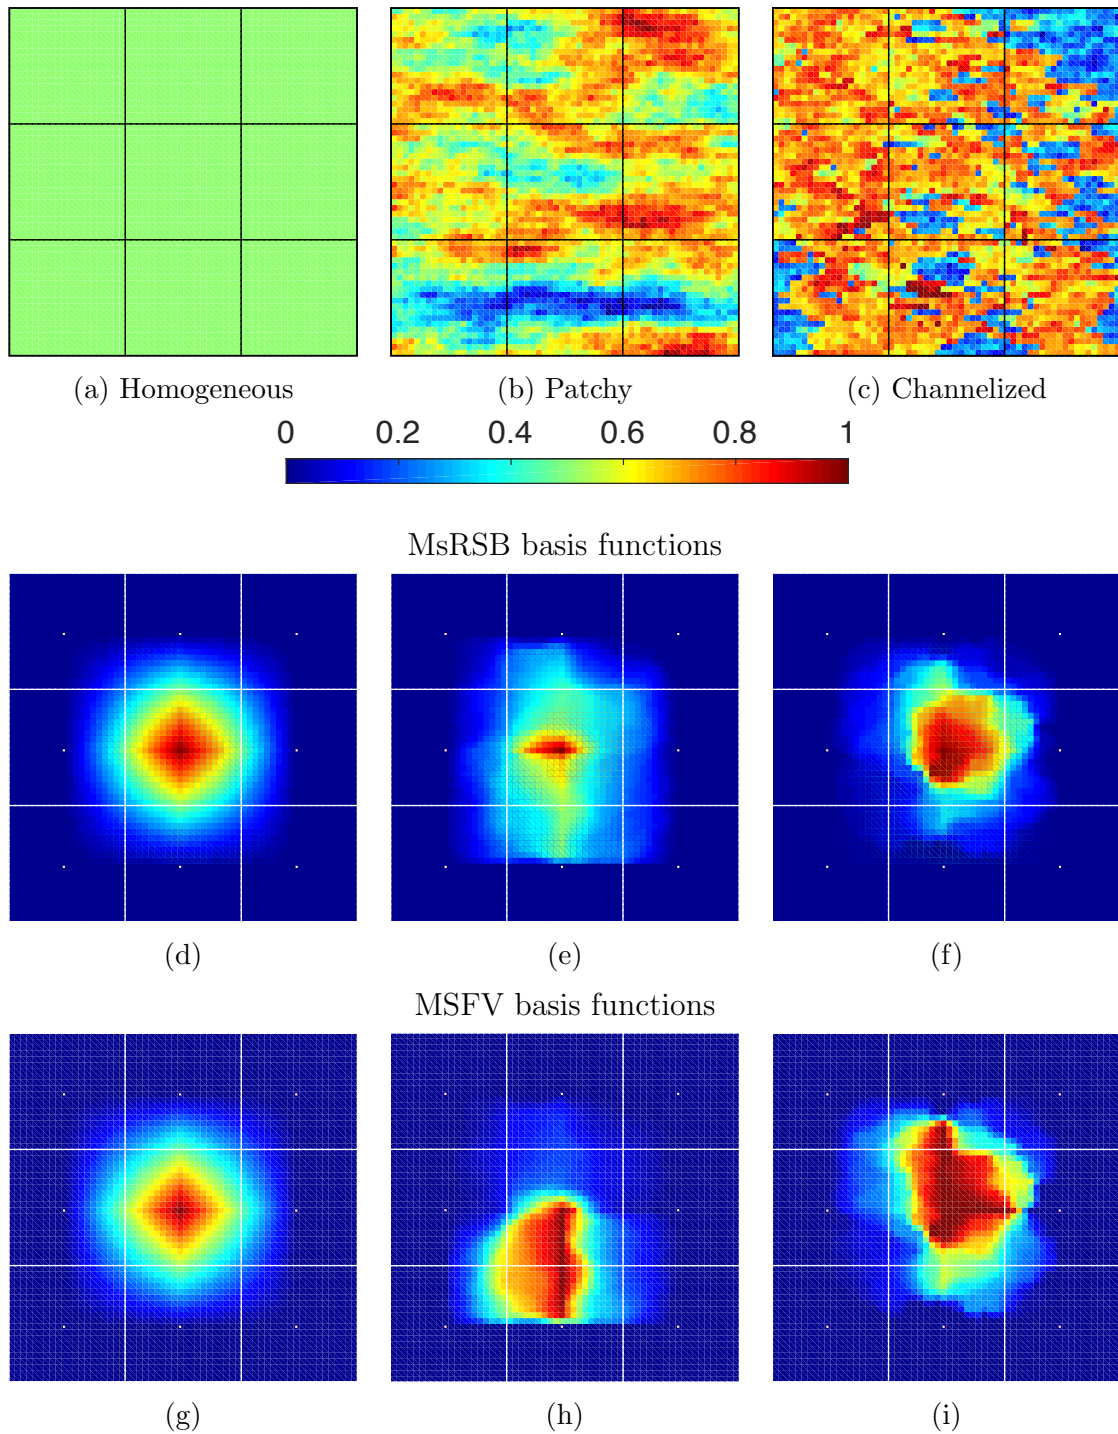 (a) Homogeneous
(b) Patchy
(c) Channelized
0 0.2 0.4 0.6 0.8 1
MsRSB basis functions
(d)
(e)
(f)
MSFV basis functions
(g)
(h)
(i)